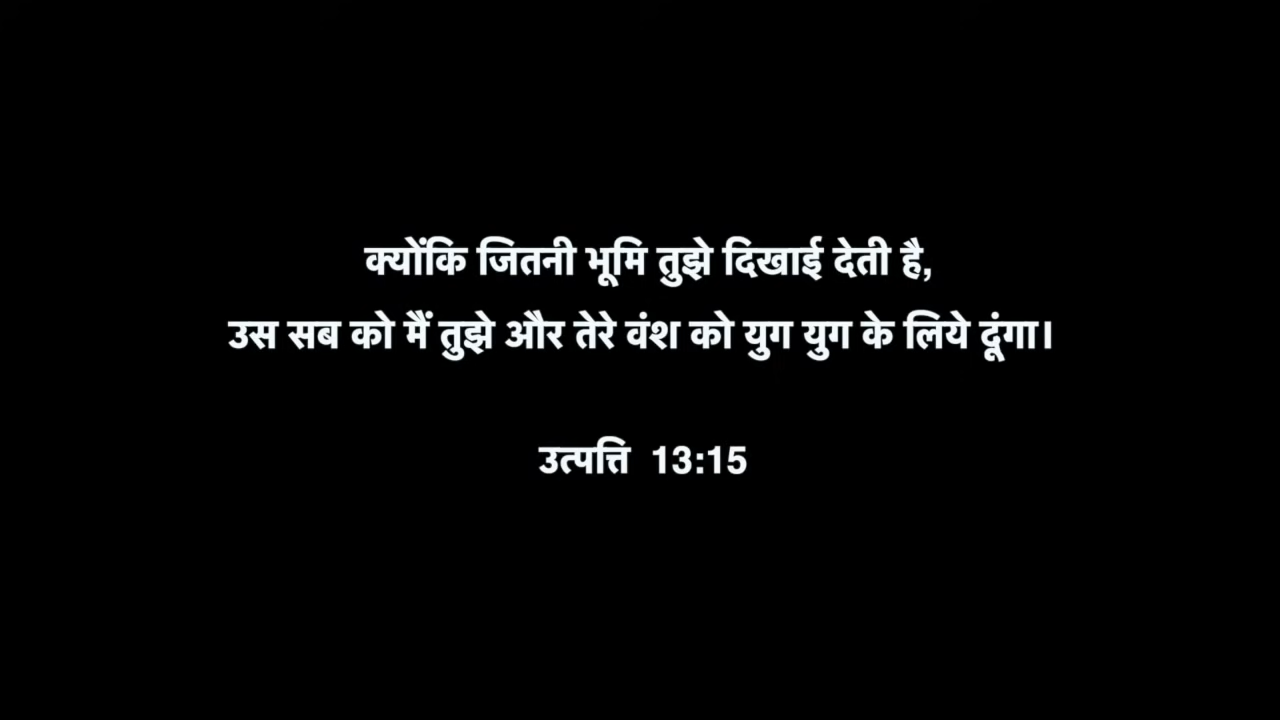 क्योंकि जितनी भूमि तुझे दिखाई देती है,
उस सब को मैं तुझे और तेरे वंश को युग युग के लिये दूंगा।
उत्पत्ति 13:15